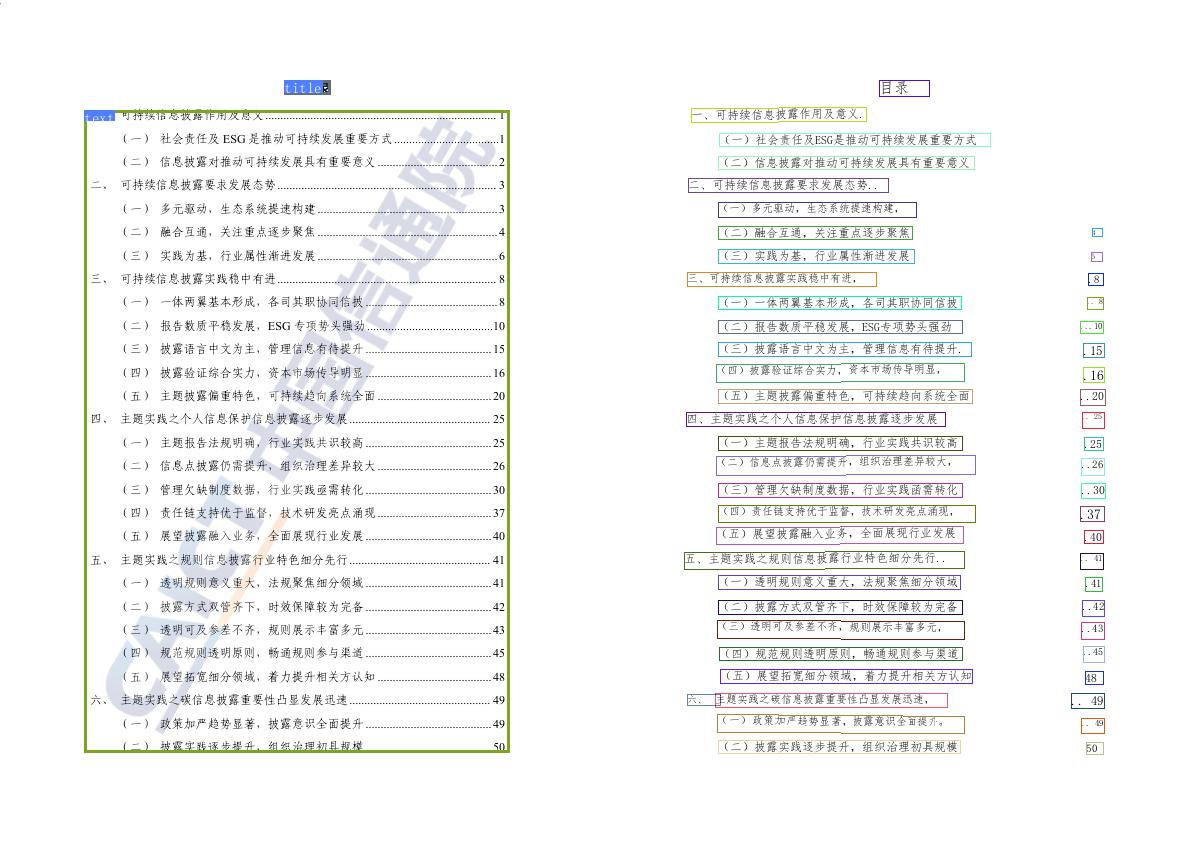 title
text 可持续信息披露作用及意义........1
（一） 社会责任及 ESG 是推动可持续发展重要方式........1
（二） 信息披露对推动可持续发展具有重要意义........2
二、 可持续信息披露要求发展态势........3
（一） 多元驱动，生态系统提速构建........3
（二） 融合互通，关注重点逐步聚焦........4
（三） 实践为基，行业属性渐进发展........6
三、 可持续信息披露实践稳中有进........8
（一） 一体两翼基本形成，各司其职协同信披........8
（二） 报告数质平稳发展，ESG 专项势头强劲........10
（三） 披露语言中文为主，管理信息有待提升........15
（四） 披露验证综合实力，资本市场传导明显........16
（五） 主题披露偏重特色，可持续趋向系统全面........20
四、 主题实践之个人信息保护信息披露逐步发展........25
（一） 主题报告法规明确，行业实践共识较高........25
（二） 信息点披露仍需提升，组织治理差异较大........26
（三） 管理欠缺制度数据，行业实践亟需转化........30
（四） 责任链支持优于监督，技术研发亮点涌现........37
（五） 展望披露融入业务，全面展现行业发展........40
五、 主题实践之规则信息披露行业特色细分先行........41
（一） 透明规则意义重大，法规聚焦细分领域........41
（二） 披露方式双管齐下，时效保障较为完备........42
（三） 透明可及参差不齐，规则展示丰富多元........43
（四） 规范规则透明原则，畅通规则参与渠道........45
（五） 展望拓宽细分领域，着力提升相关方认知........48
六、 主题实践之碳信息披露重要性凸显发展迅速........49
（一） 政策加严趋势显著，披露意识全面提升........49
（二） 披露实践逐步提升，组织治理初具规模........50
CAICT 中国信通院
目录
一、可持续信息披露作用及意义.
（一）社会责任及ESG是推动可持续发展重要方式
（二）信息披露对推动可持续发展具有重要意义
二、可持续信息披露要求发展态势..
（一）多元驱动，生态系统提速构建，
（二）融合互通，关注重点逐步聚焦
（三）实践为基，行业属性渐进发展
三、可持续信息披露实践稳中有进， 8
（一）一体两翼基本形成，各司其职协同信披 .. 8
（二）报告数质平稳发展，ESG专项势头强劲 ...10
（三）披露语言中文为主，管理信息有待提升. .15
（四）披露验证综合实力，资本市场传导明显， .16
（五）主题披露偏重特色，可持续趋向系统全面 ..20
四、主题实践之个人信息保护信息披露逐步发展 . 25
（一）主题报告法规明确，行业实践共识较高 .25
（二）信息点披露仍需提升，组织治理差异较大， ..26
（三）管理欠缺制度数据，行业实践函需转化 ..30
（四）责任链支持优于监督，技术研发亮点涌现， .37
（五）展望披露融入业务，全面展现行业发展 .40
五、主题实践之规则信息披露行业特色细分先行.. .. 41
（一）透明规则意义重大，法规聚焦细分领域 .41
（二）披露方式双管齐下，时效保障较为完备 ..42
（三）透明可及参差不齐，规则展示丰富多元， ..43
（四）规范规则透明原则，畅通规则参与渠道 ..45
（五）展望拓宽细分领域，着力提升相关方认知 48
六、 主题实践之碳信息披露重要性凸显发展迅速， .. 49
（一）政策加严趋势显著，披露意识全面提升。 .. 49
（二）披露实践逐步提升，组织治理初具规模 50